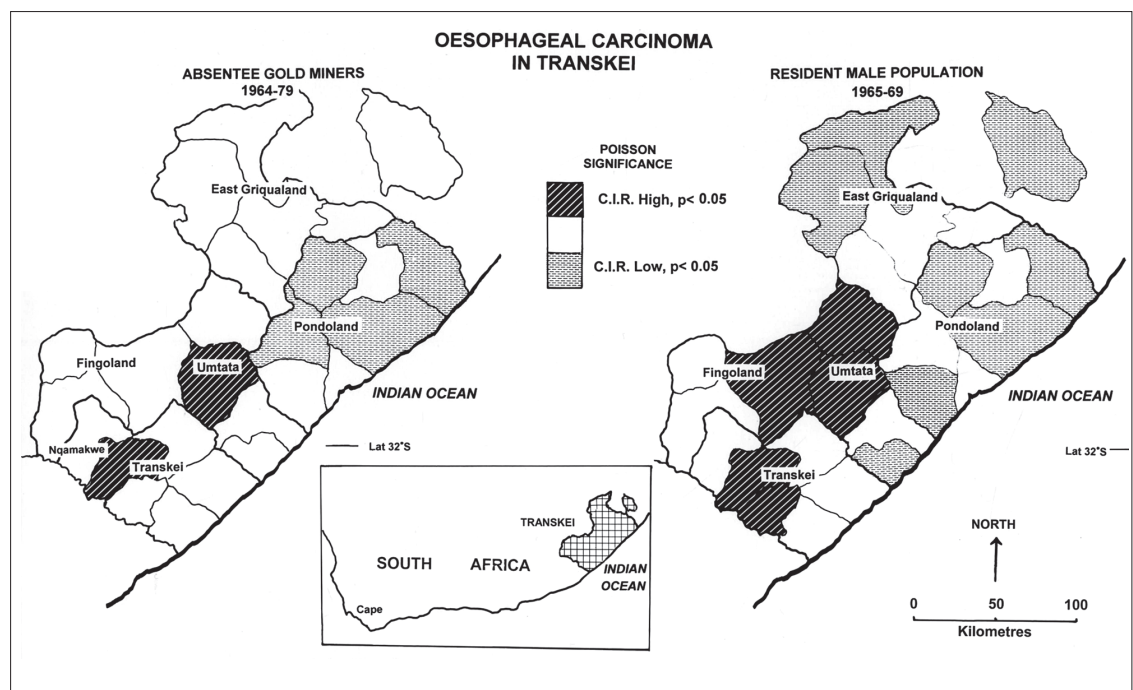 OESOPHAGEAL CARCINOMA
IN TRANSKEI
ABSENTEE GOLD MINERS
1964-79
RESIDENT MALE POPULATION
1965-69
POISSON
SIGNIFICANCE
C.I.R. High, p< 0.05
C.I.R. Low, p< 0.05
East Griqualand
Pondoland
Fingoland
Umtata
INDIAN OCEAN
Nqamakwe
Transkei
Lat 32°S
East Griqualand
Pondoland
Fingoland
Umtata
INDIAN OCEAN
Transkei
Lat 32°S
TRANSKEI
SOUTH AFRICA
INDIAN
OCEAN
Cape
NORTH
0 50 100
Kilometres